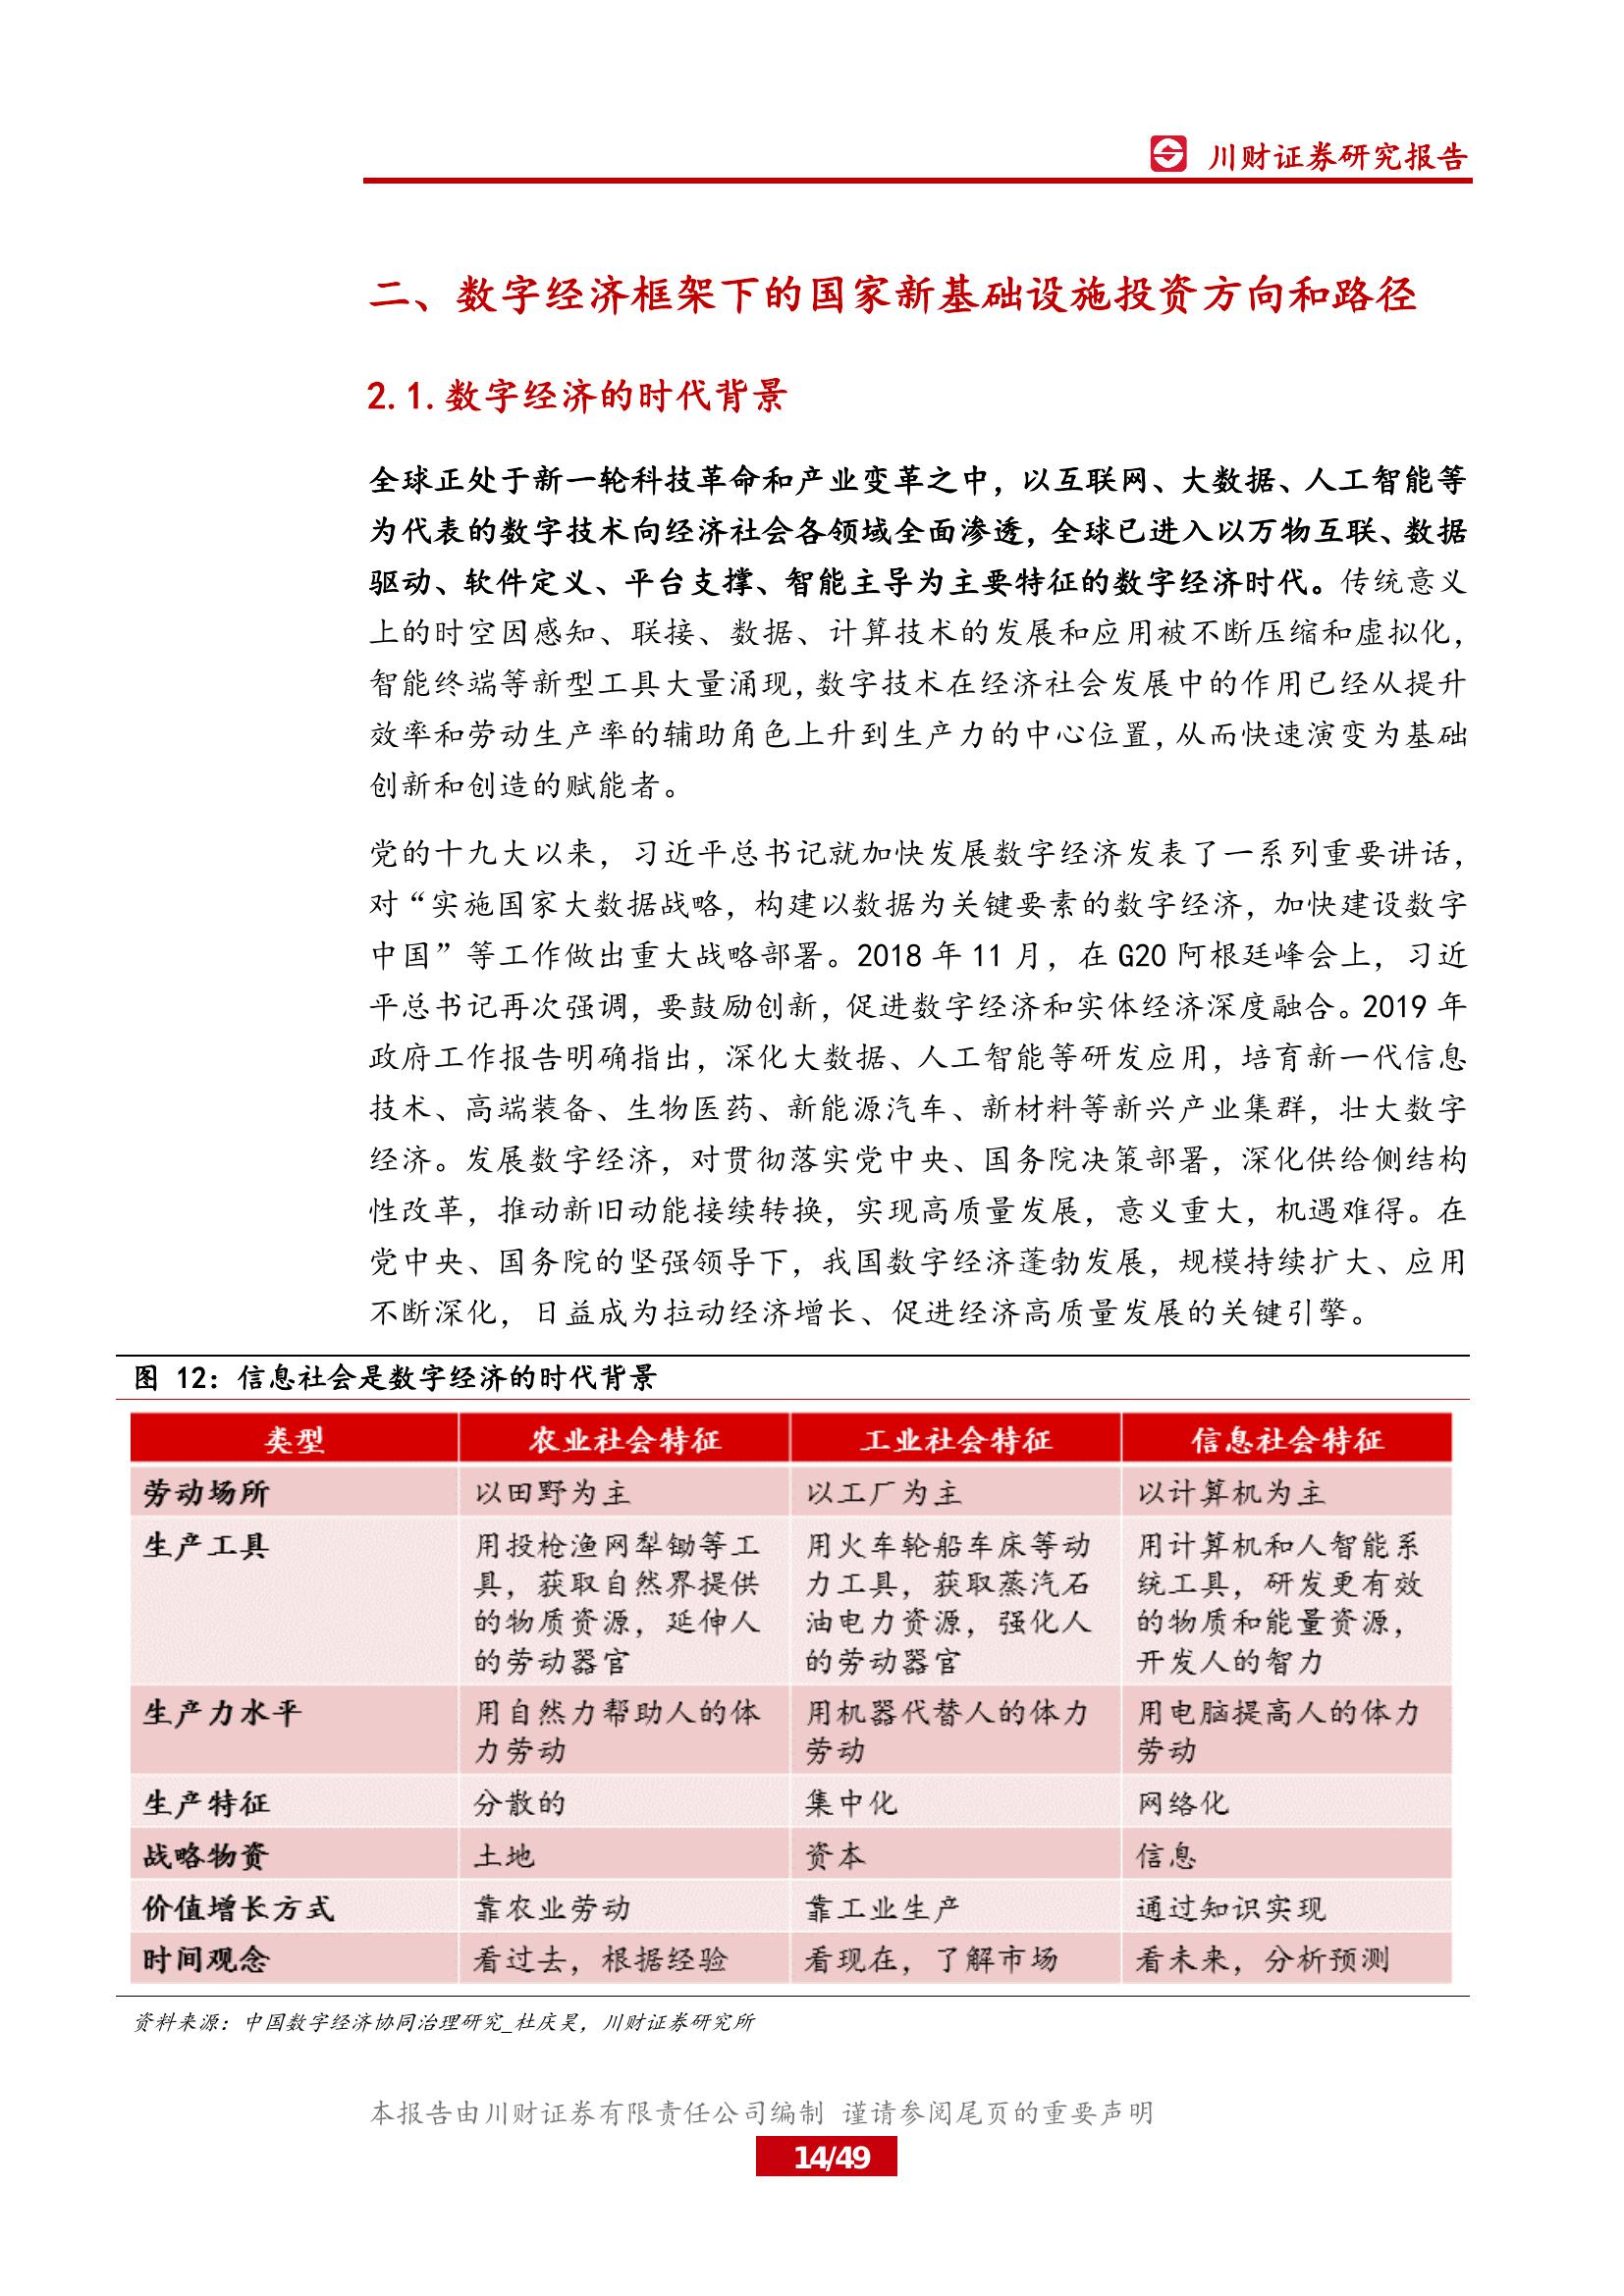 川财证券研究报告
二、数字经济框架下的国家新基础设施投资方向和路径
2.1.数字经济的时代背景
全球正处于新一轮科技革命和产业变革之中，以互联网、大数据、人工智能等
为代表的数字技术向经济社会各领域全面渗透，全球已进入以万物互联、数据
驱动、软件定义、平台支撑、智能主导为主要特征的数字经济时代。传统意义
上的时空因感知、联接、数据、计算技术的发展和应用被不断压缩和虚拟化，
智能终端等新型工具大量涌现，数字技术在经济社会发展中的作用已经从提升
效率和劳动生产率的辅助角色上升到生产力的中心位置，从而快速演变为基础
创新和创造的赋能者。
党的十九大以来，习近平总书记就加快发展数字经济发表了一系列重要讲话，
对“实施国家大数据战略，构建以数据为关键要素的数字经济，加快建设数字
中国”等工作做出重大战略部署。2018 年 11 月，在 G20 阿根廷峰会上，习近
平总书记再次强调，要鼓励创新，促进数字经济和实体经济深度融合。2019 年
政府工作报告明确指出，深化大数据、人工智能等研发应用，培育新一代信息
技术、高端装备、生物医药、新能源汽车、新材料等新兴产业集群，壮大数字
经济。发展数字经济，对贯彻落实党中央、国务院决策部署，深化供给侧结构
性改革，推动新旧动能接续转换，实现高质量发展，意义重大，机遇难得。在
党中央、国务院的坚强领导下，我国数字经济蓬勃发展，规模持续扩大、应用
不断深化，日益成为拉动经济增长、促进经济高质量发展的关键引擎。
图 12：信息社会是数字经济的时代背景
类型 农业社会特征 工业社会特征 信息社会特征
劳动场所 以田野为主 以工厂为主 以计算机为主
生产工具 用投枪渔网犁锄等工 用火车轮船车床等动 用计算机和人智能系
具，获取自然界提供 力工具，获取蒸汽石 统工具，研发更有效
的物质资源，延伸人 油电力资源，强化人 的物质和能量资源，
的劳动器官 的劳动器官 开发人的智力
生产力水平 用自然力帮助人的体 用机器代替人的体力 用电脑提高人的体力
力劳动 劳动 劳动
生产特征 分散的 集中化 网络化
战略物资 土地 资本 信息
价值增长方式 靠农业劳动 靠工业生产 通过知识实现
时间观念 看过去，根据经验 看现在，了解市场 看未来，分析预测
资料来源：中国数字经济协同治理研究_杜庆昊，川财证券研究所
本报告由川财证券有限责任公司编制 谨请参阅尾页的重要声明
14/49